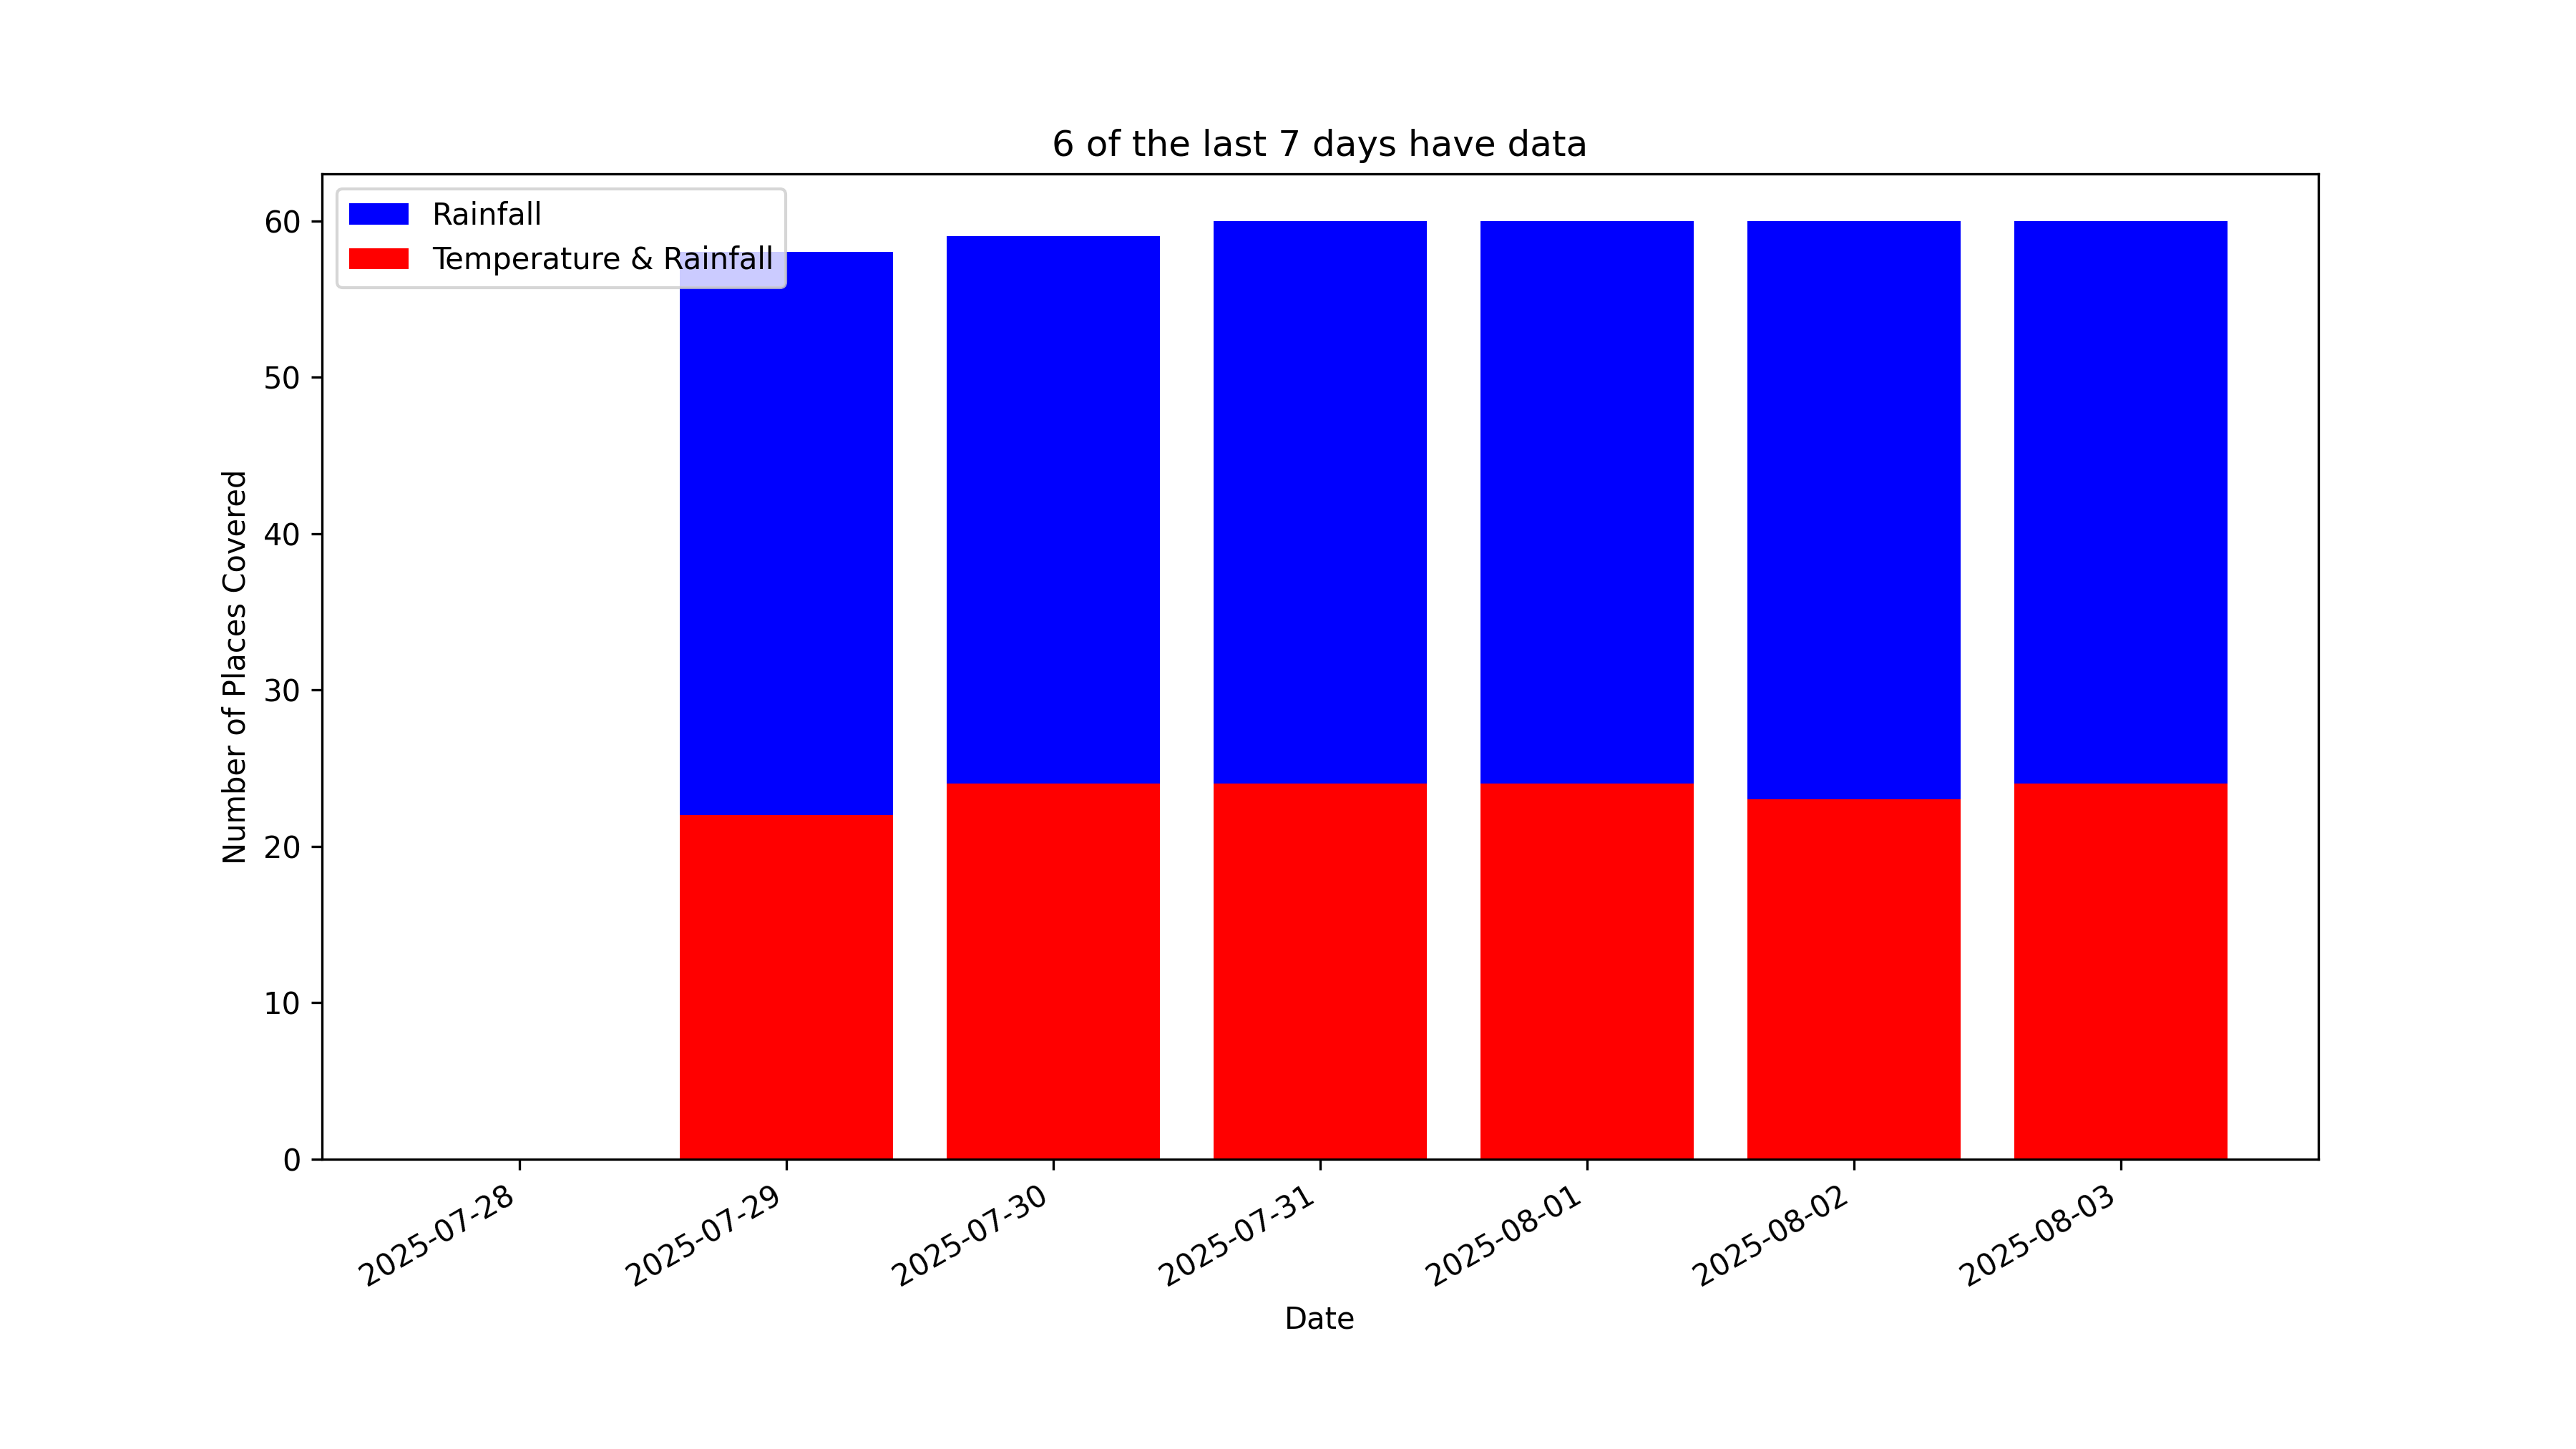 6 of the last 7 days have data
Rainfall
Temperature & Rainfall
Number of Places Covered
60
50
40
30
20
10
0
2025-07-28
2025-07-29
2025-07-30
2025-07-31
2025-08-01
2025-08-02
2025-08-03
Date